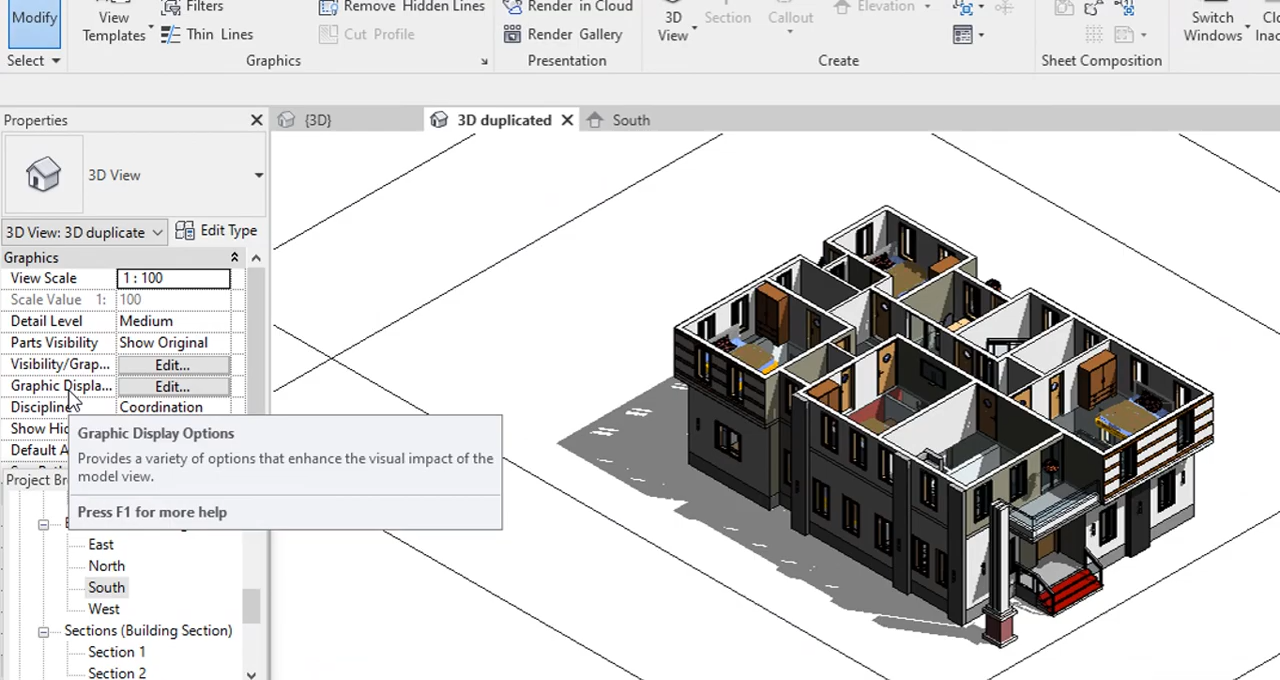 Modify
View
Templates
Filters
Thin Lines
Remove Hidden Lines
Cut Profile
Render in Cloud
Render Gallery
3D
View
Section
Callout
Elevation
Switch
Windows
Select
Graphics
Presentation
Create
Sheet Composition
Properties
{3D}
3D duplicated
South
3D View
3D View: 3D duplicate
Edit Type
Graphics
View Scale 1 : 100
Scale Value 1: 100
Detail Level Medium
Parts Visibility Show Original
Visibility/Grap... Edit...
Graphic Displa... Edit...
Discipline Coordination
Show Hid
Default A
Project Br
Graphic Display Options
Provides a variety of options that enhance the visual impact of the
model view.
Press F1 for more help
East
North
South
West
Sections (Building Section)
Section 1
Section 2